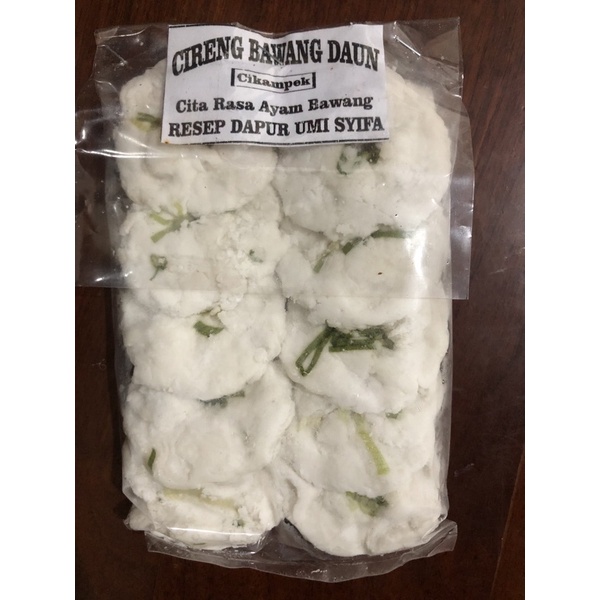 CIRENG BAWANG DAUN
Cikampek
Cita Rasa Ayam Bawang
RESEP DAPUR UMI SYIFA